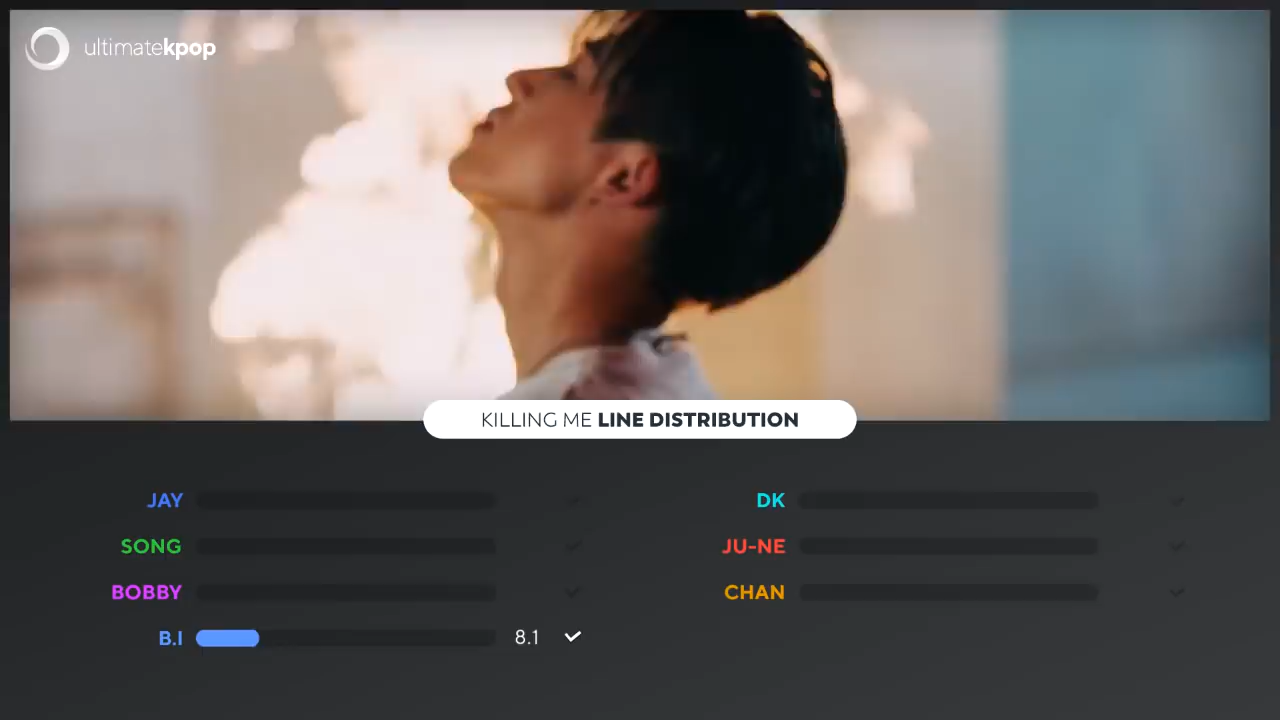 ultimatekpop
KILLING ME LINE DISTRIBUTION
JAY
DK
SONG
JU-NE
BOBBY
CHAN
B.I 8.1